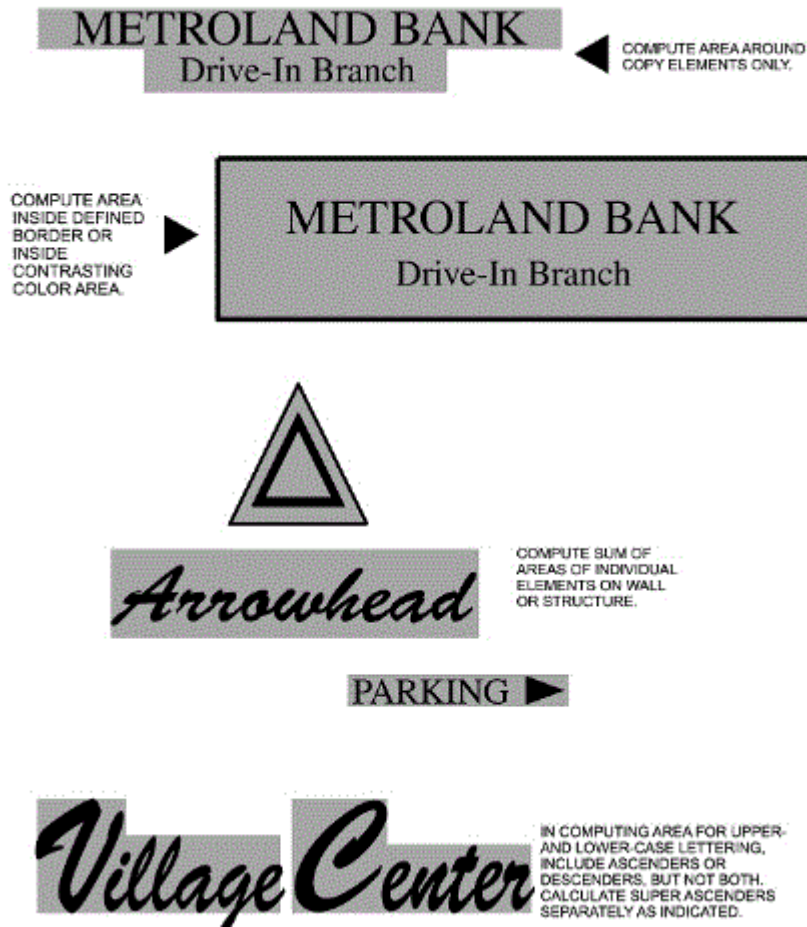 METROLAND BANK
Drive-In Branch
COMPUTE AREA AROUND
COPY ELEMENTS ONLY.
COMPUTE AREA
INSIDE DEFINED
BORDER OR
INSIDE
CONTRASTING
COLOR AREA.
METROLAND BANK
Drive-In Branch
Arrowhead
COMPUTE SUM OF
AREAS OF INDIVIDUAL
ELEMENTS ON WALL
OR STRUCTURE.
PARKING
Village Center
IN COMPUTING AREA FOR UPPER-
AND LOWER-CASE LETTERING,
INCLUDE ASCENDERS OR
DESCENDERS, BUT NOT BOTH.
CALCULATE SUPER ASCENDERS
SEPARATELY AS INDICATED.